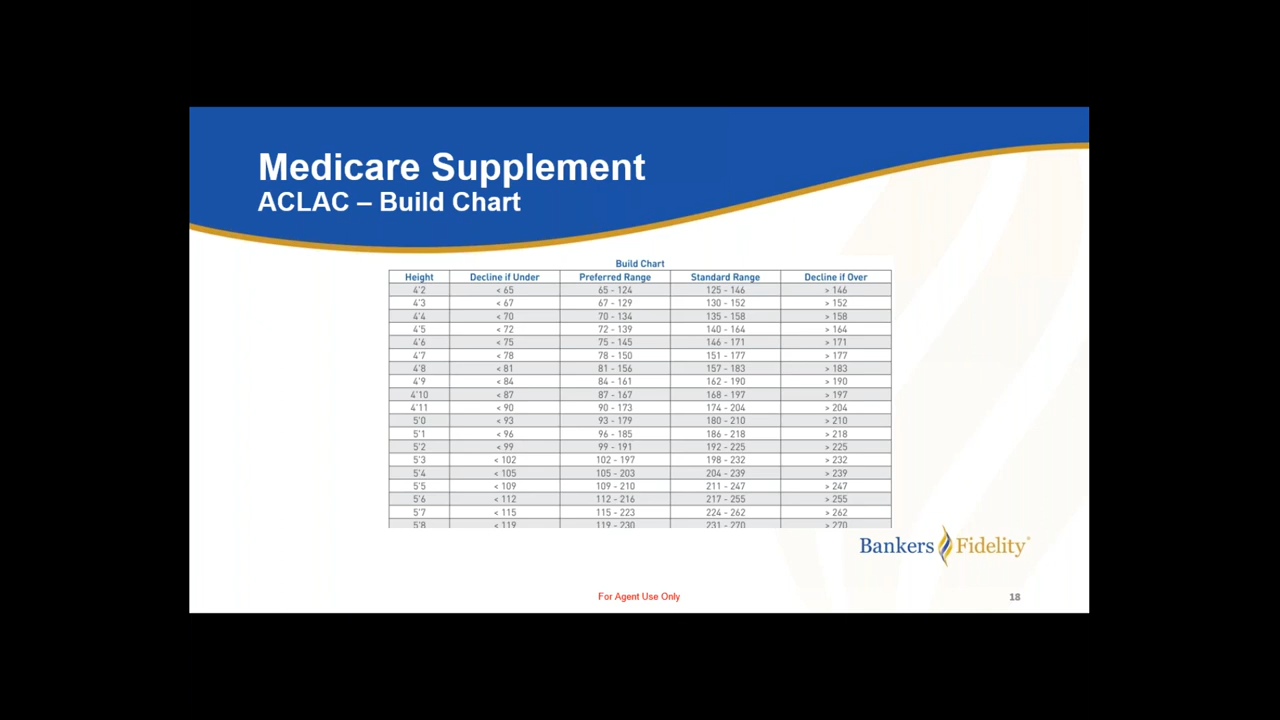 Medicare Supplement
ACLAC – Build Chart
Build Chart
Height Decline if Under Preferred Range Standard Range Decline if Over
4'2 < 65 65 - 124 125 - 146 > 146
4'3 < 67 67 - 129 130 - 152 > 152
4'4 < 70 70 - 134 135 - 158 > 158
4'5 < 72 72 - 139 140 - 164 > 164
4'6 < 75 75 - 145 146 - 171 > 171
4'7 < 78 78 - 150 151 - 177 > 177
4'8 < 81 81 - 156 157 - 183 > 183
4'9 < 84 84 - 161 162 - 190 > 190
4'10 < 87 87 - 167 168 - 197 > 197
4'11 < 90 90 - 173 174 - 204 > 204
5'0 < 93 93 - 179 180 - 210 > 210
5'1 < 96 96 - 185 186 - 218 > 218
5'2 < 99 99 - 191 192 - 225 > 225
5'3 < 102 102 - 197 198 - 232 > 232
5'4 < 105 105 - 203 204 - 239 > 239
5'5 < 109 109 - 210 211 - 247 > 247
5'6 < 112 112 - 216 217 - 255 > 255
5'7 < 115 115 - 223 224 - 262 > 262
5'8 < 119 119 - 230 231 - 270 > 270
Bankers Fidelity®
For Agent Use Only
18